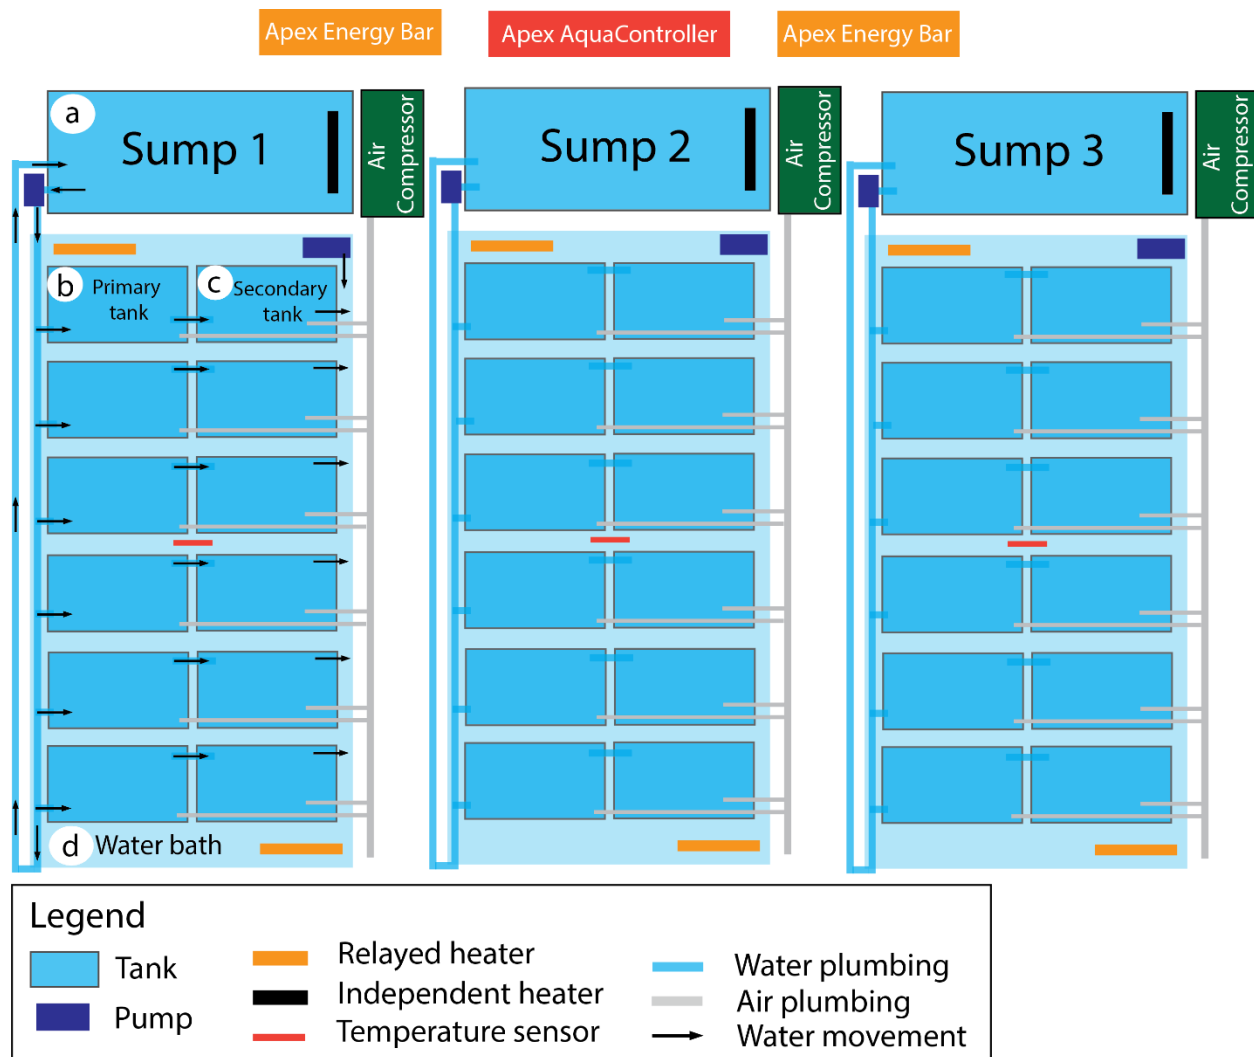 Apex Energy Bar
Apex AquaController
Apex Energy Bar
a
Sump 1
Air
Compressor
Sump 2
Air
Compressor
Sump 3
Air
Compressor
b
Primary
tank
c
Secondary
tank
d
Water bath
Legend
Tank
Pump
Relayed heater
Independent heater
Temperature sensor
Water plumbing
Air plumbing
Water movement